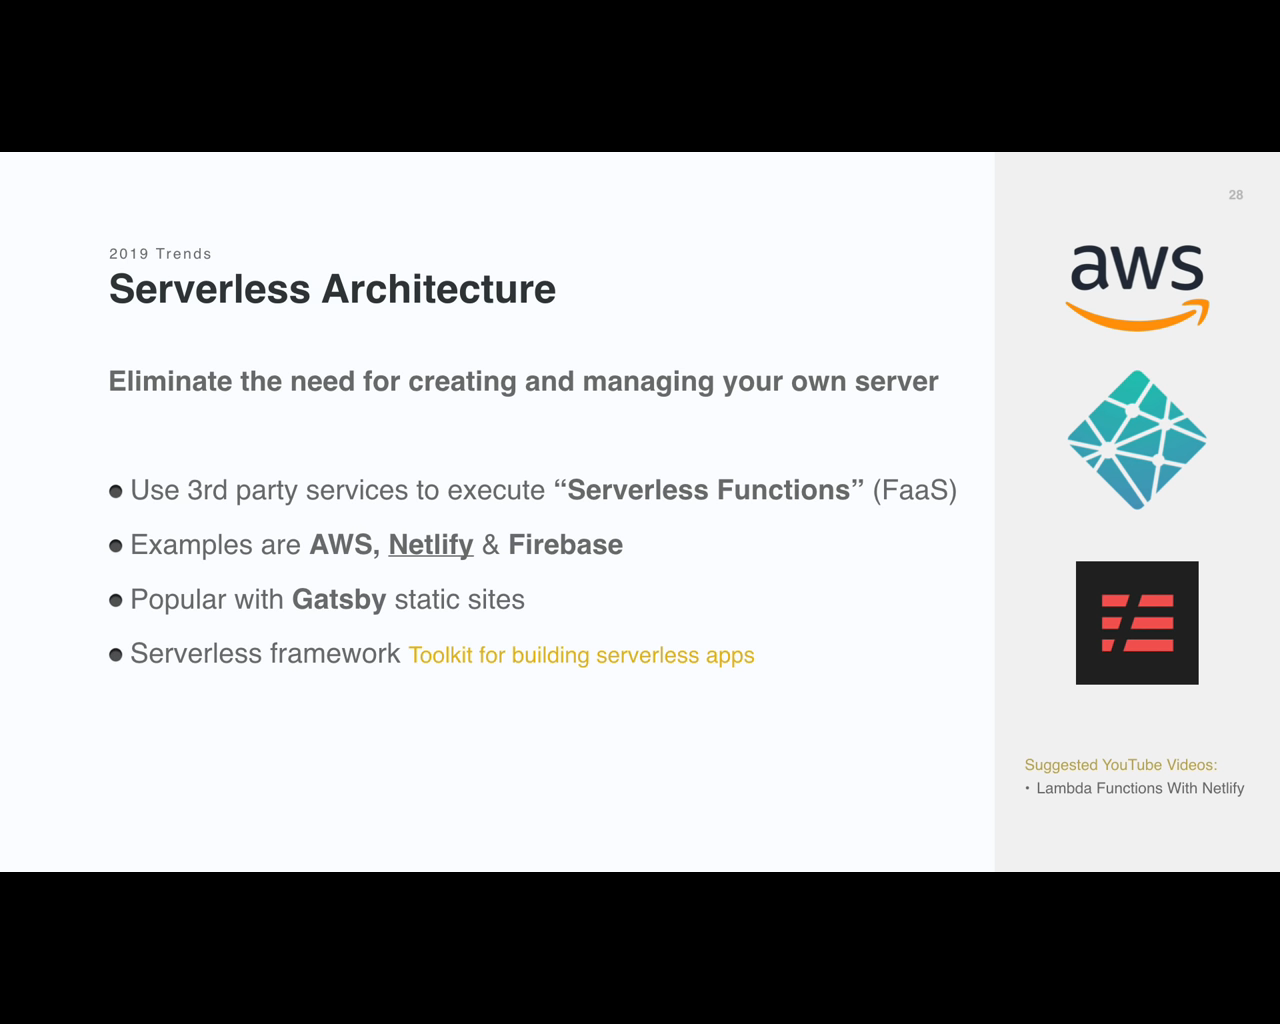 28
2019 Trends
Serverless Architecture
Eliminate the need for creating and managing your own server
● Use 3rd party services to execute “Serverless Functions” (FaaS)
● Examples are AWS, Netlify & Firebase
● Popular with Gatsby static sites
● Serverless framework Toolkit for building serverless apps
aws
Suggested YouTube Videos:
• Lambda Functions With Netlify